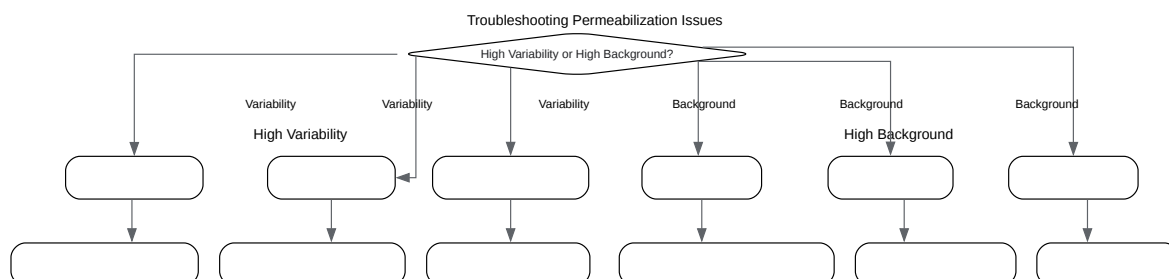 Troubleshooting Permeabilization Issues
High Variability or High Background?
Variability
Variability
Variability
Background
Background
Background
High Variability
High Background